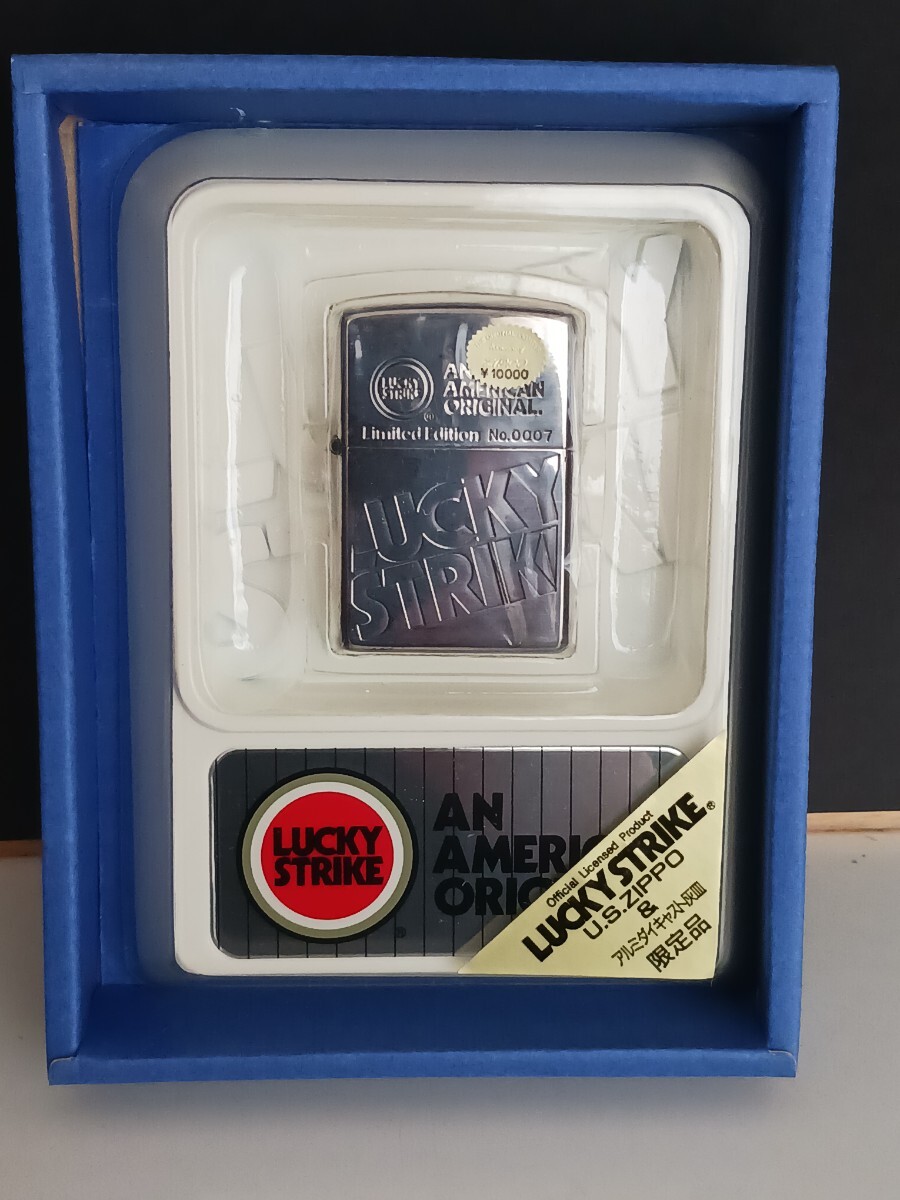 ¥10000
LUCKY
STRIKE
®
AN
AMERICAN
ORIGINAL.
Limited Edition No.0007
LUCKY
STRIK
LUCKY
STRIKE
®
AN
AMERIC
ORIG
Official Licensed Product
LUCKY STRIKE®
U.S.ZIPPO
&
アルミダイキャスト灰皿
限定品